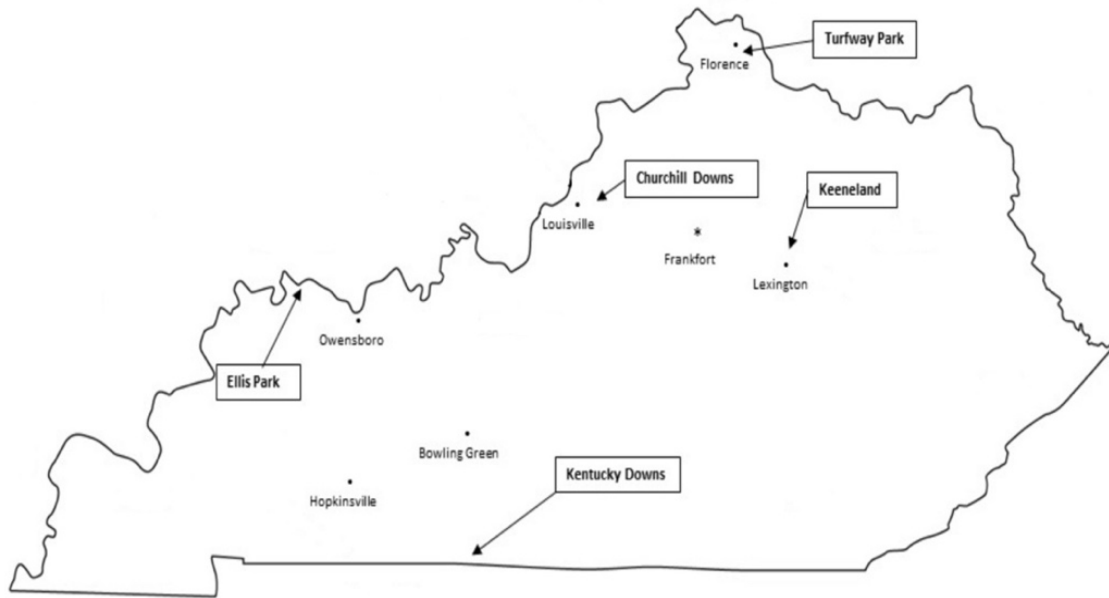 Turfway Park
Florence
Churchill Downs
Keeneland
Louisville
*
Frankfort
Lexington
Owensboro
Ellis Park
Bowling Green
Kentucky Downs
Hopkinsville